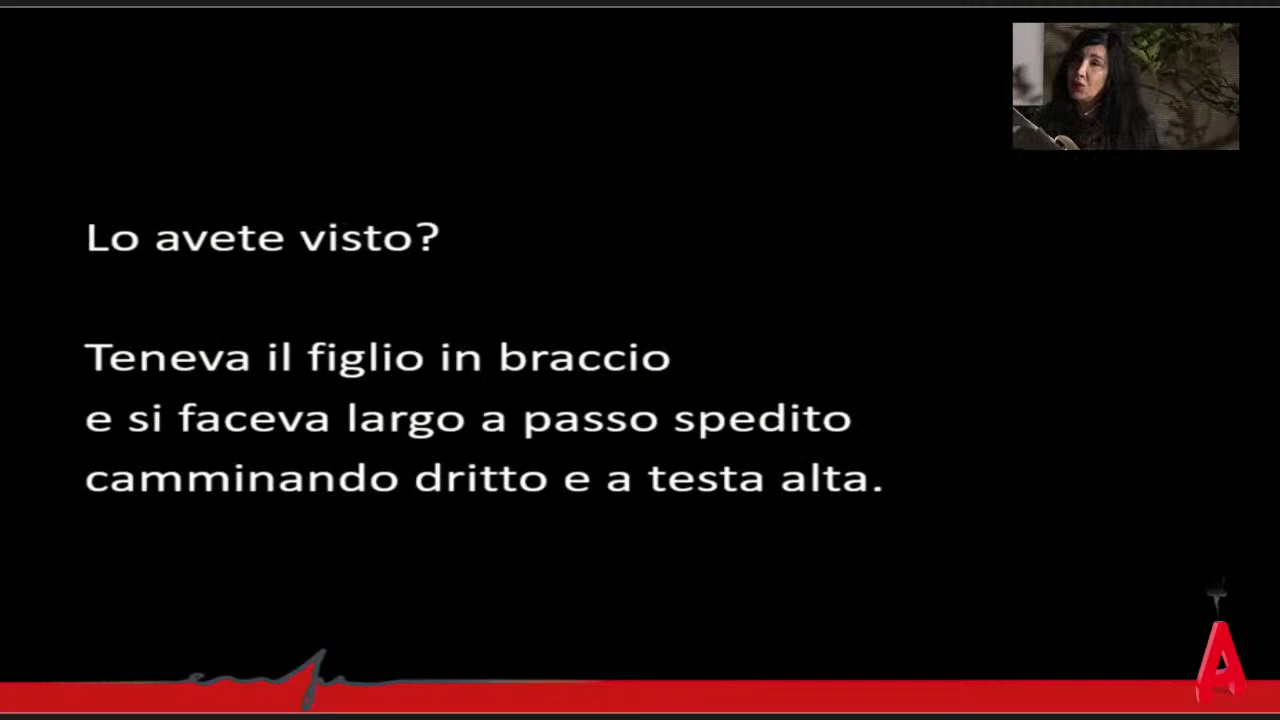 Lo avete visto?
Teneva il figlio in braccio
e si faceva largo a passo spedito
camminando dritto e a testa alta.
A